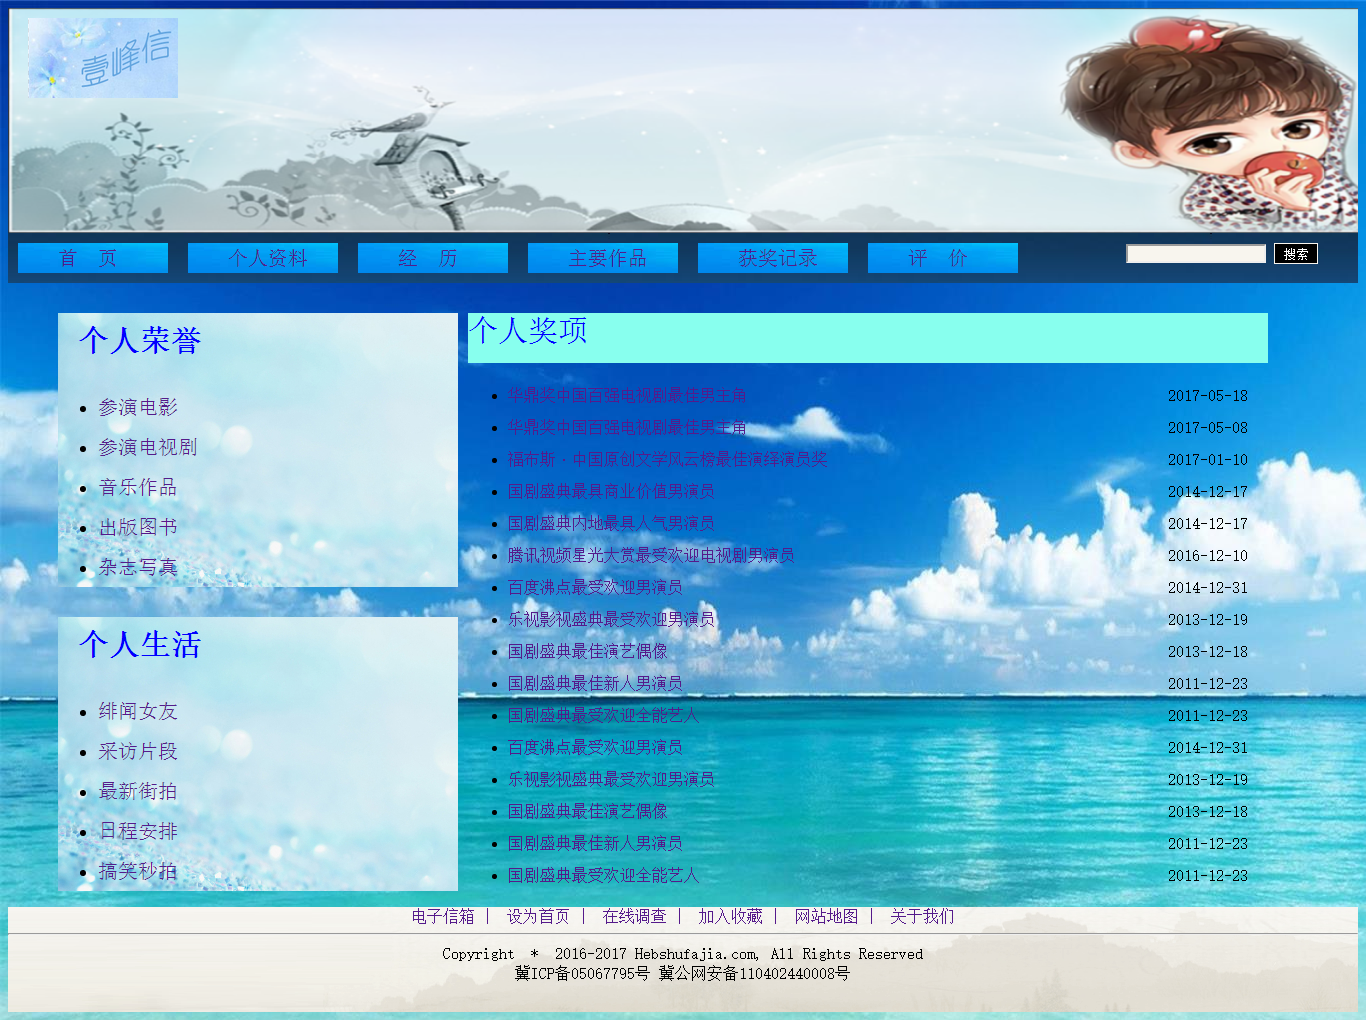 壹峰信
首 页 个人资料 经 历 主要作品 获奖记录 评 价 搜索
个人荣誉
参演电影
参演电视剧
音乐作品
出版图书
杂志写真
个人生活
绯闻女友
采访片段
最新街拍
日程安排
搞笑秒拍
个人奖项
华鼎奖中国百强电视剧最佳男主角 2017-05-18
华鼎奖中国百强电视剧最佳男主角 2017-05-08
福布斯·中国原创文学风云榜最佳演绎演员奖 2017-01-10
国剧盛典最具商业价值男演员 2014-12-17
国剧盛典内地最具人气男演员 2014-12-17
腾讯视频星光大赏最受欢迎电视剧男演员 2016-12-10
百度沸点最受欢迎男演员 2014-12-31
乐视影视盛典最受欢迎男演员 2013-12-19
国剧盛典最佳演艺偶像 2013-12-18
国剧盛典最佳新人男演员 2011-12-23
国剧盛典最受欢迎全能艺人 2011-12-23
百度沸点最受欢迎男演员 2014-12-31
乐视影视盛典最受欢迎男演员 2013-12-19
国剧盛典最佳演艺偶像 2013-12-18
国剧盛典最佳新人男演员 2011-12-23
国剧盛典最受欢迎全能艺人 2011-12-23
电子信箱 | 设为首页 | 在线调查 | 加入收藏 | 网站地图 | 关于我们
Copyright * 2016-2017 Hebshufajia.com, All Rights Reserved
冀ICP备05067795号 冀公网安备110402440008号